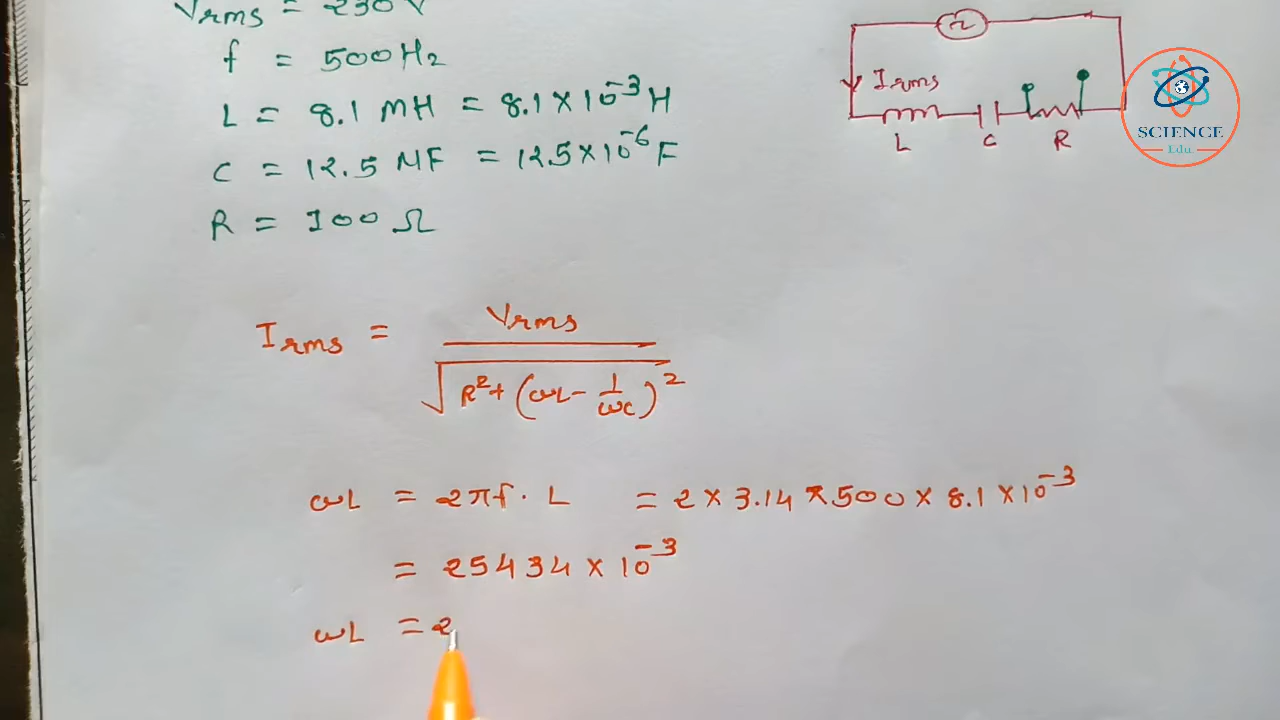 Vrms = 230 V
f = 500 Hz
L = 8.1 MH = 8.1 × 10⁻³ H
C = 12.5 MF = 12.5 × 10⁻⁶ F
R = 100 Ω
~
Irms
L C R
SCIENCE
Edu.
Irms = Vrms / √(R² + (ωL - 1/ωC)²)
ωL = 2πf · L = 2 × 3.14 × 500 × 8.1 × 10⁻³
= 25434 × 10⁻³
ωL = 2